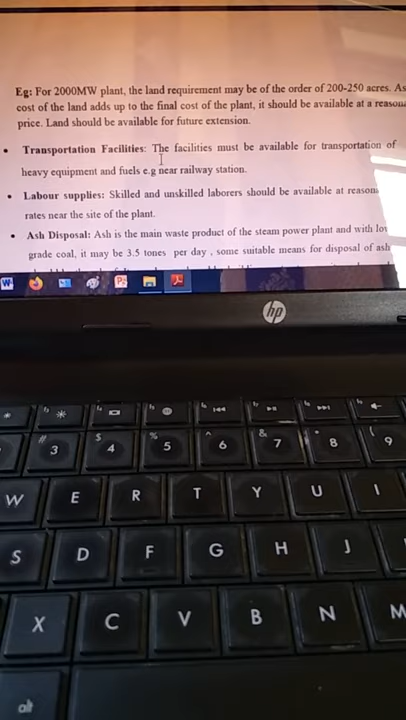 Eg: For 2000MW plant, the land requirement may be of the order of 200-250 acres. As
cost of the land adds up to the final cost of the plant, it should be available at a
price. Land should be available for future extension.
• Transportation Facilities: The facilities must be available for transportation of
heavy equipment and fuels e.g near railway station.
• Labour supplies: Skilled and unskilled laborers should be available at
rates near the site of the plant.
• Ash Disposal: Ash is the main waste product of the steam power plant and with
grade coal, it may be 3.5 tones per day , some suitable means for disposal of ash
hp
# 3 $ 4 % 5 ^ 6 & 7 * 8 ( 9
W E R T Y U I
S D F G H J
X C V B N M
alt